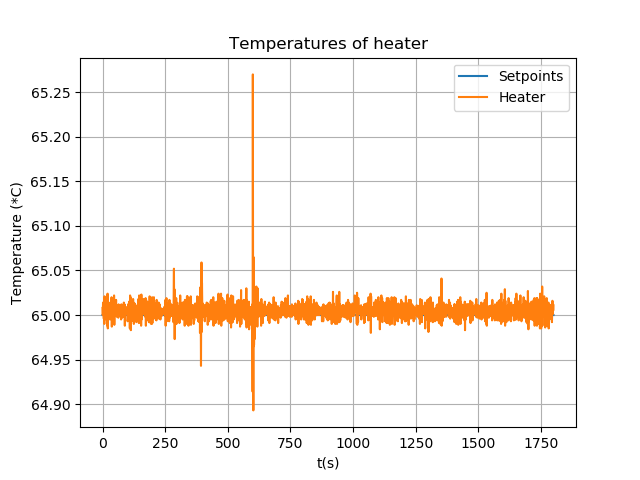 Temperatures of heater
Setpoints
Heater
65.25
65.20
65.15
65.10
65.05
65.00
64.95
64.90
Temperature (*C)
0 250 500 750 1000 1250 1500 1750
t(s)